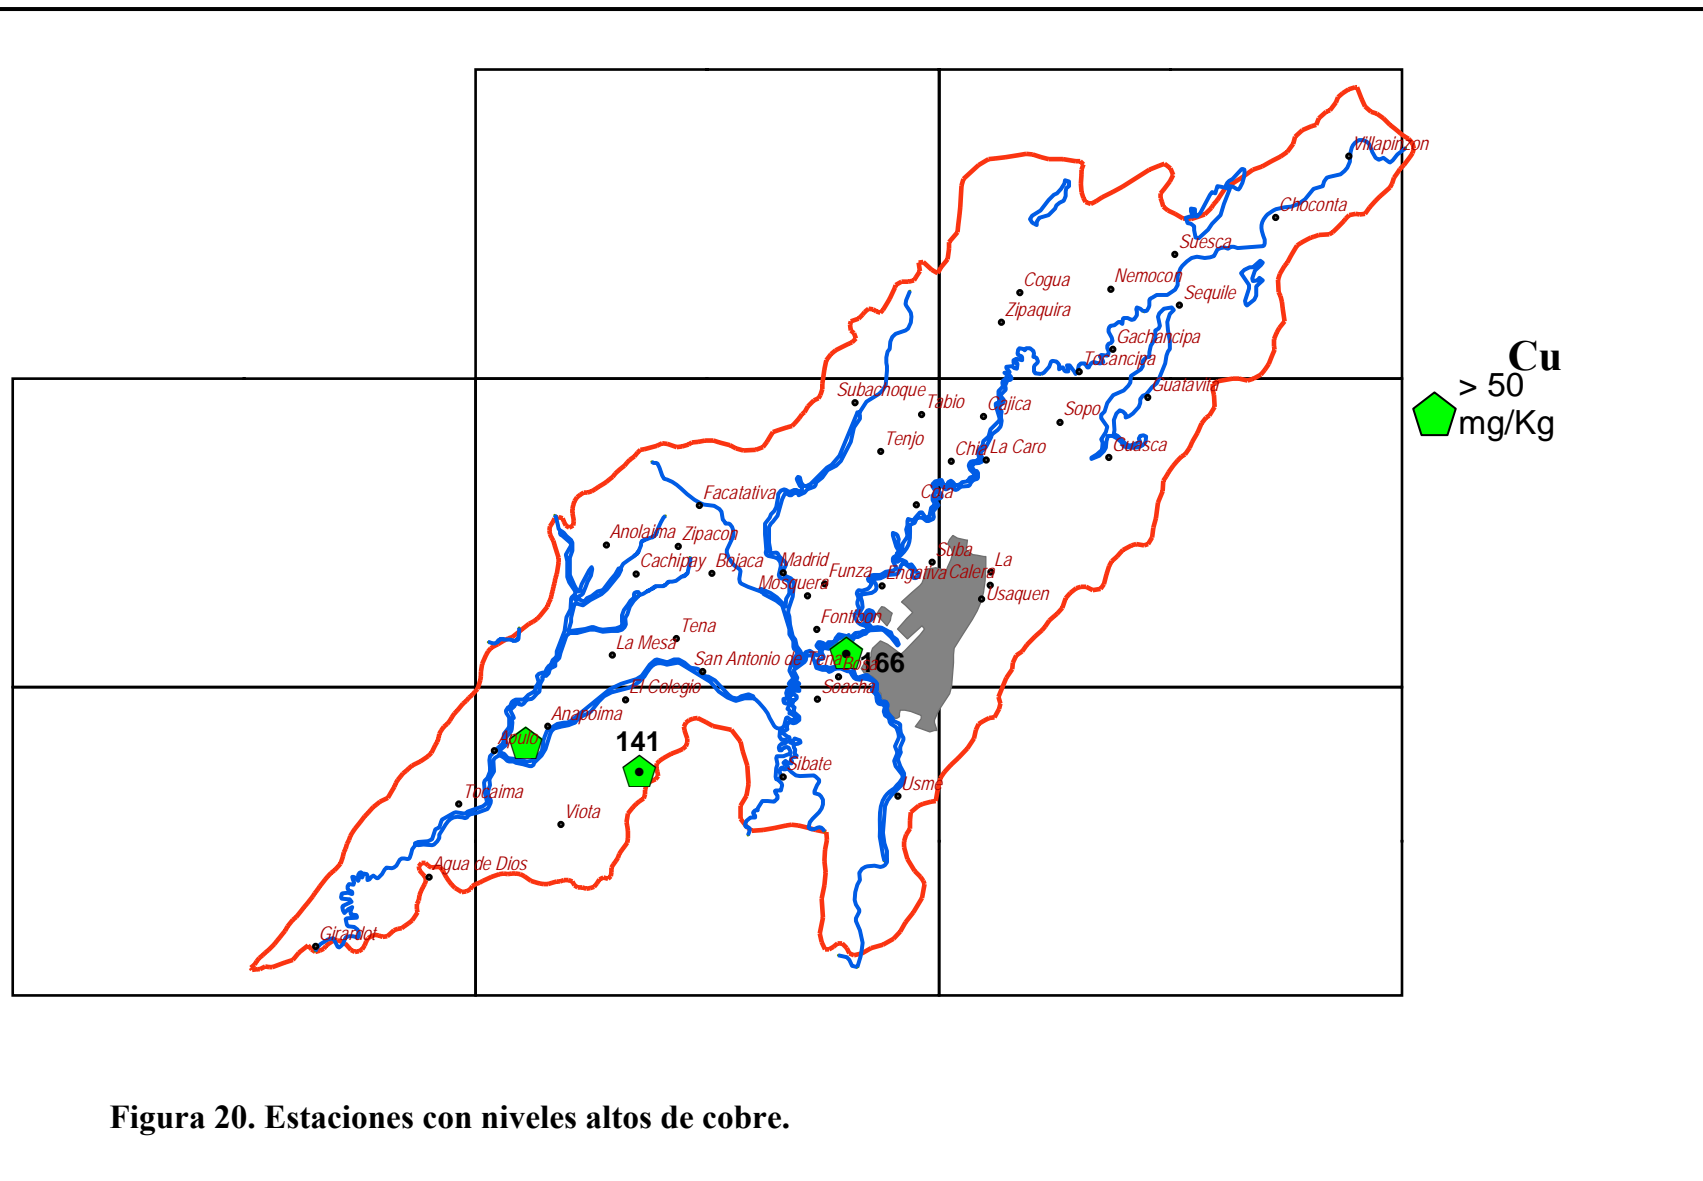 Villapinzon
Choconta
Suesca
Cogua
Nemocon
Sequile
Zipaquira
Gachancipa
Cu
Tocancipa
> 50
mg/Kg
Subachoque
Guatavita
Tabio
Cajica
Sopo
Tenjo
Chia
La Caro
Guasca
Facatativa
Cota
Anolaima
Zipacon
Suba
Cachipay
Bojaca
Madrid
Funza
Engativa
La
Calera
Mosquera
Usaquen
Fontibon
Tena
La Mesa
San Antonio de Tena
Bosa
166
El Colegio
Soacha
Anapoima
Apulo
141
Sibate
Tocaima
Usme
Viota
Agua de Dios
Girardot
Figura 20. Estaciones con niveles altos de cobre.